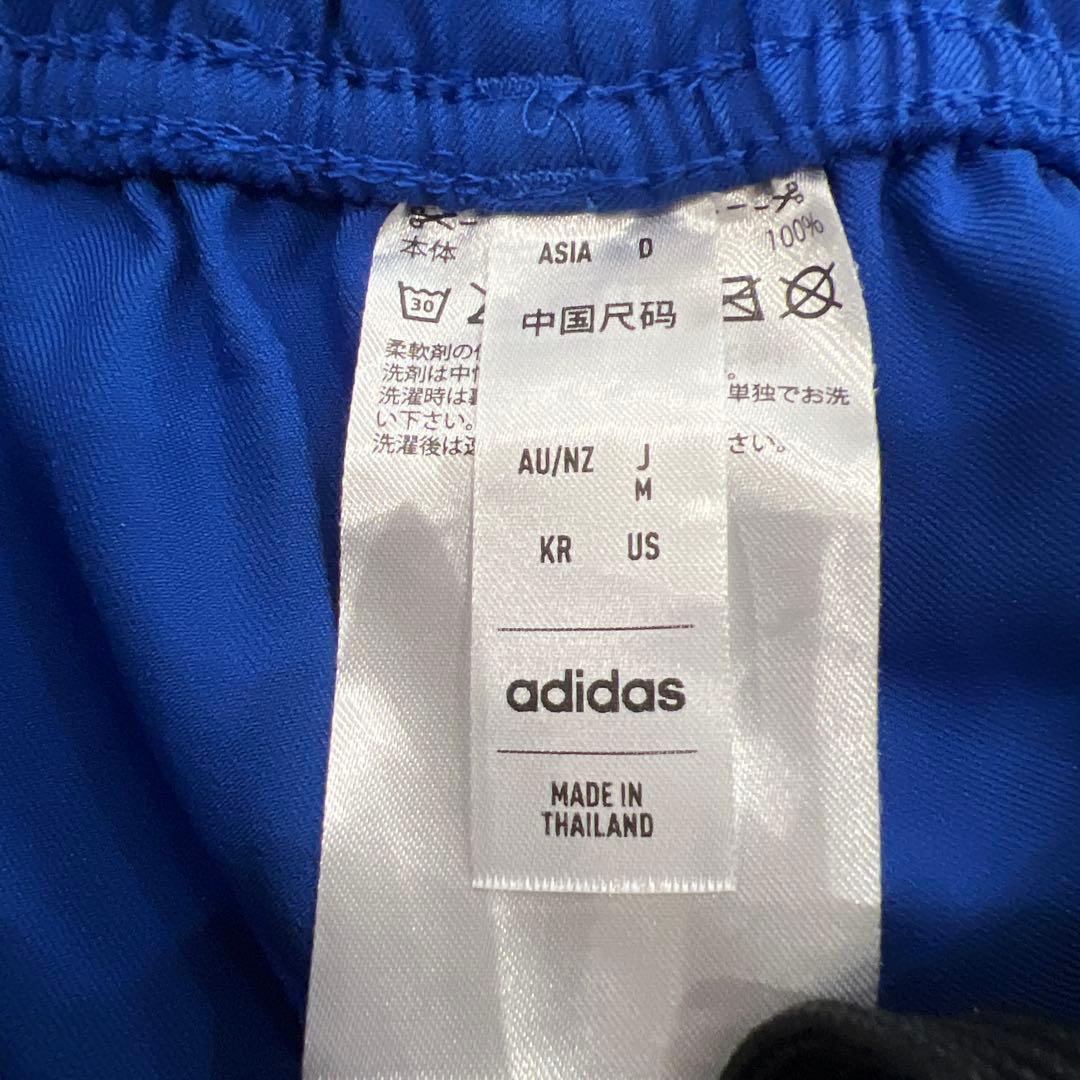 本体
100%
30
柔軟剤の
洗剤は中 。
洗濯時は 単独でお洗
い下さい。
洗濯後は さい。
ASIA D
中国尺码
AU/NZ J
M
KR US
adidas
MADE IN
THAILAND